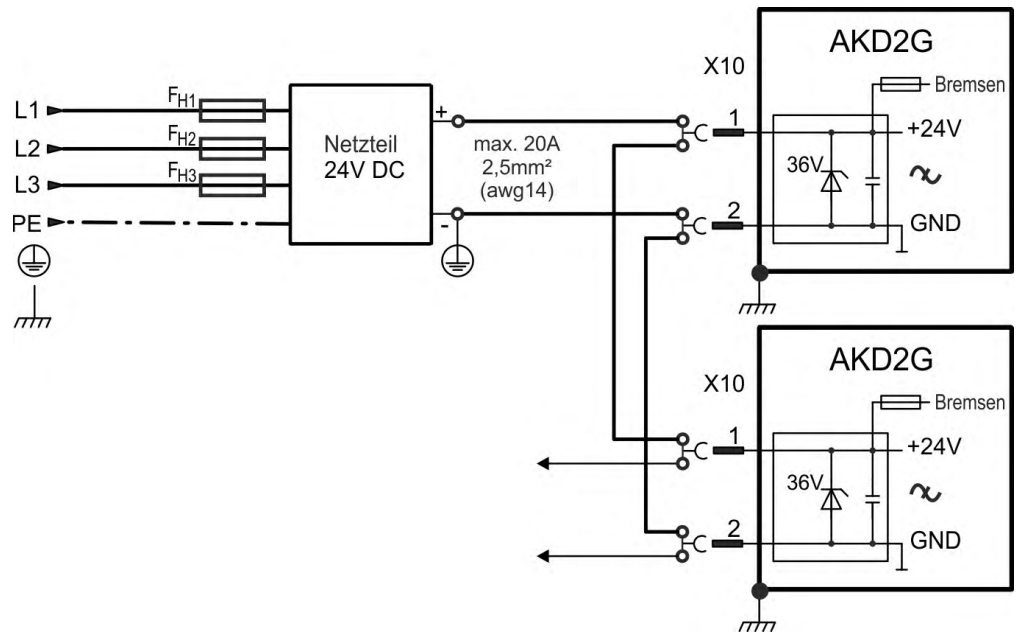 L1
L2
L3
PE
FH1
FH2
FH3
Netzteil
24V DC
+
-
max. 20A
2,5mm²
(awg14)
X10
1
2
AKD2G
Bremsen
+24V
36V
GND
X10
1
2
AKD2G
Bremsen
+24V
36V
GND